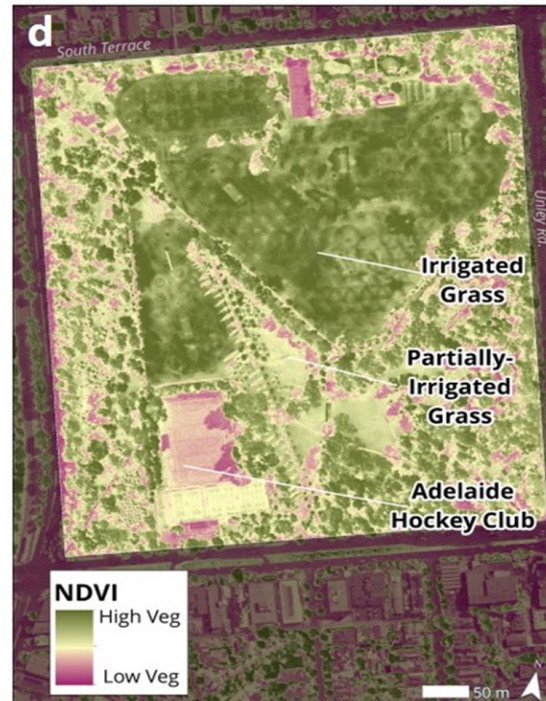 d
South Terrace
Unley Rd.
Irrigated
Grass
Partially-
Irrigated
Grass
Adelaide
Hockey Club
NDVI
High Veg
Low Veg
N
50 m